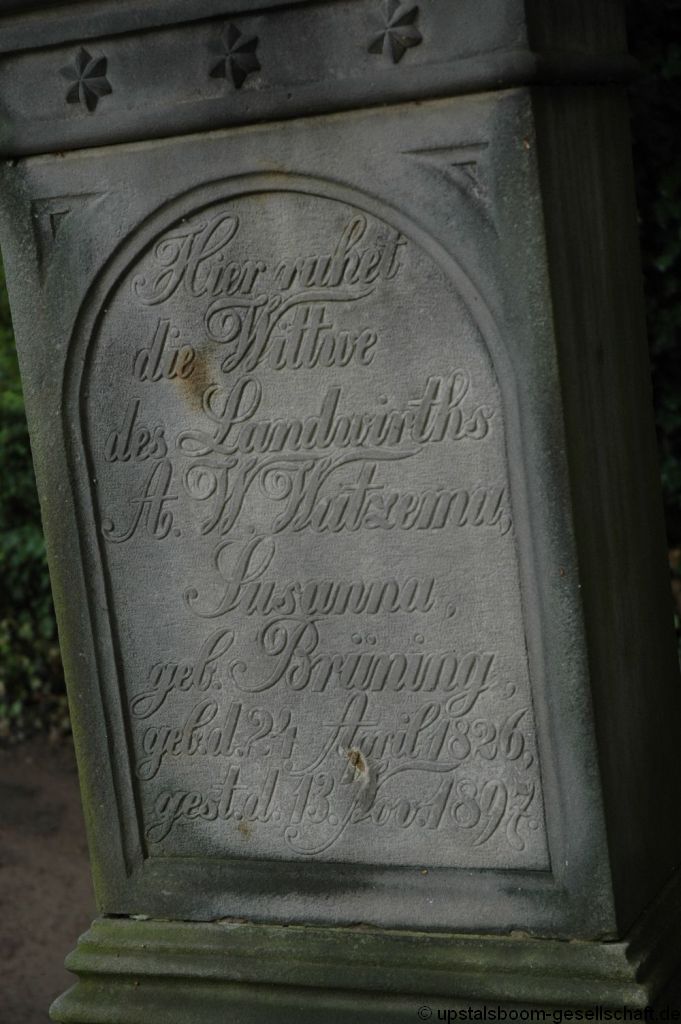 Hier ruhet
die Wittwe
des Landwirths
A. W. Watzema,
Susanna,
geb. Brüning,
geb. d. 24 April 1826,
gest. d. 13. Nov. 1897.
© upstalsboom-gesellschaft.de